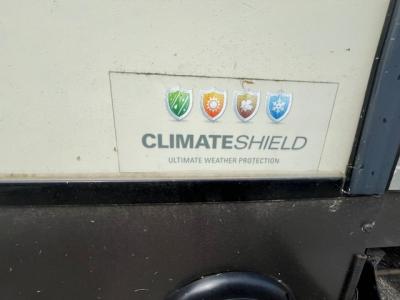 CLIMATESHIELD
ULTIMATE WEATHER PROTECTION